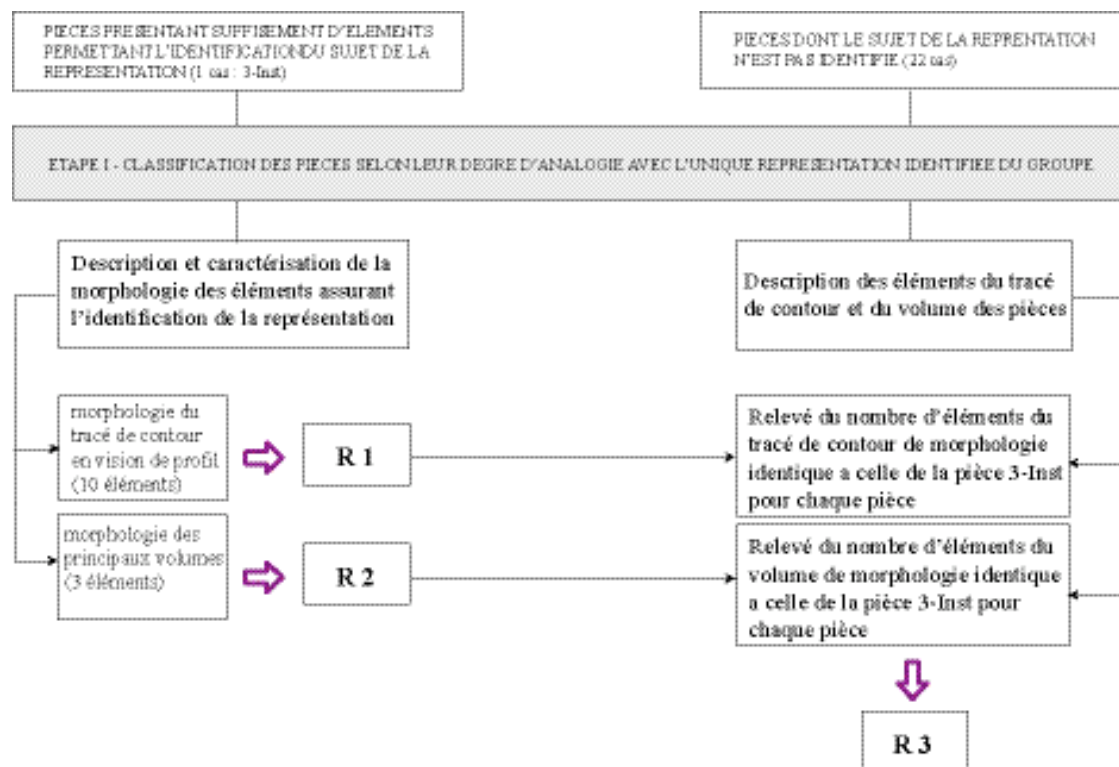 PIECES PRESENTANT SUFFISEMENT D'ELEMENTS
PERMETTANT L'IDENTIFICATIONDU SUJET DE LA
REPRESENTATION (1 cas : 3-Inst)
PIECES DONT LE SUJET DE LA REPRENTATION
N'EST PAS IDENTIFIE (22 cas)
ETAPE I - CLASSIFICATION DES PIECES SELON LEUR DEGRE D'ANALOGIE AVEC L'UNIQUE REPRESENTATION IDENTIFIEE DU GROUPE
Description et caractérisation de la
morphologie des éléments assurant
l'identification de la représentation
Description des éléments du tracé
de contour et du volume des pièces
morphologie du
tracé de contour
en vision de profil
(10 éléments)
R 1
Relevé du nombre d'éléments du
tracé de contour de morphologie
identique a celle de la pièce 3-Inst
pour chaque pièce
morphologie des
principaux volumes
(3 éléments)
R 2
Relevé du nombre d'éléments du
volume de morphologie identique
a celle de la pièce 3-Inst pour
chaque pièce
R 3